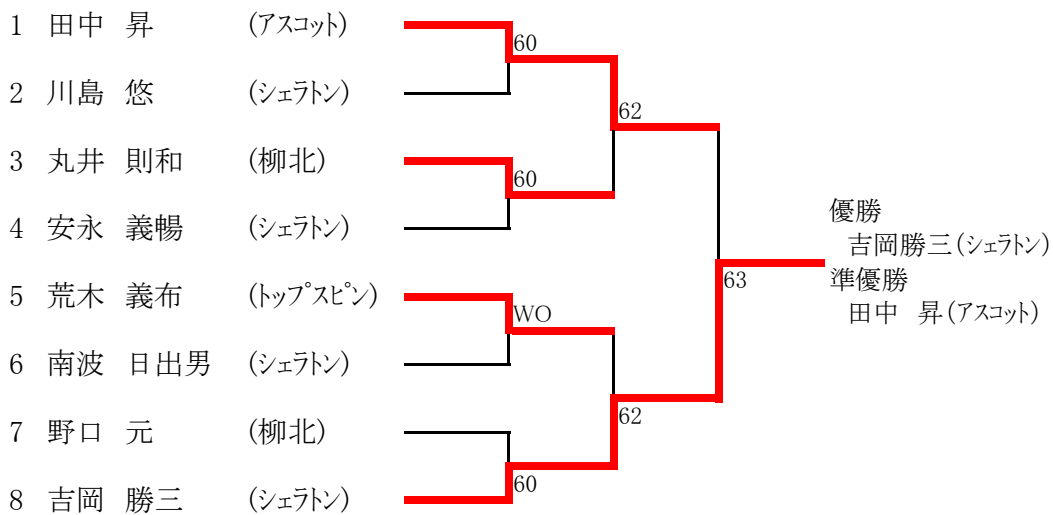 1 田中 昇 (アスコット)
60
2 川島 悠 (シェラトン)
62
3 丸井 則和 (柳北)
60
4 安永 義暢 (シェラトン)
優勝
吉岡勝三(シェラトン)
63
準優勝
田中 昇(アスコット)
5 荒木 義布 (トップスピン)
WO
6 南波 日出男 (シェラトン)
62
7 野口 元 (柳北)
60
8 吉岡 勝三 (シェラトン)